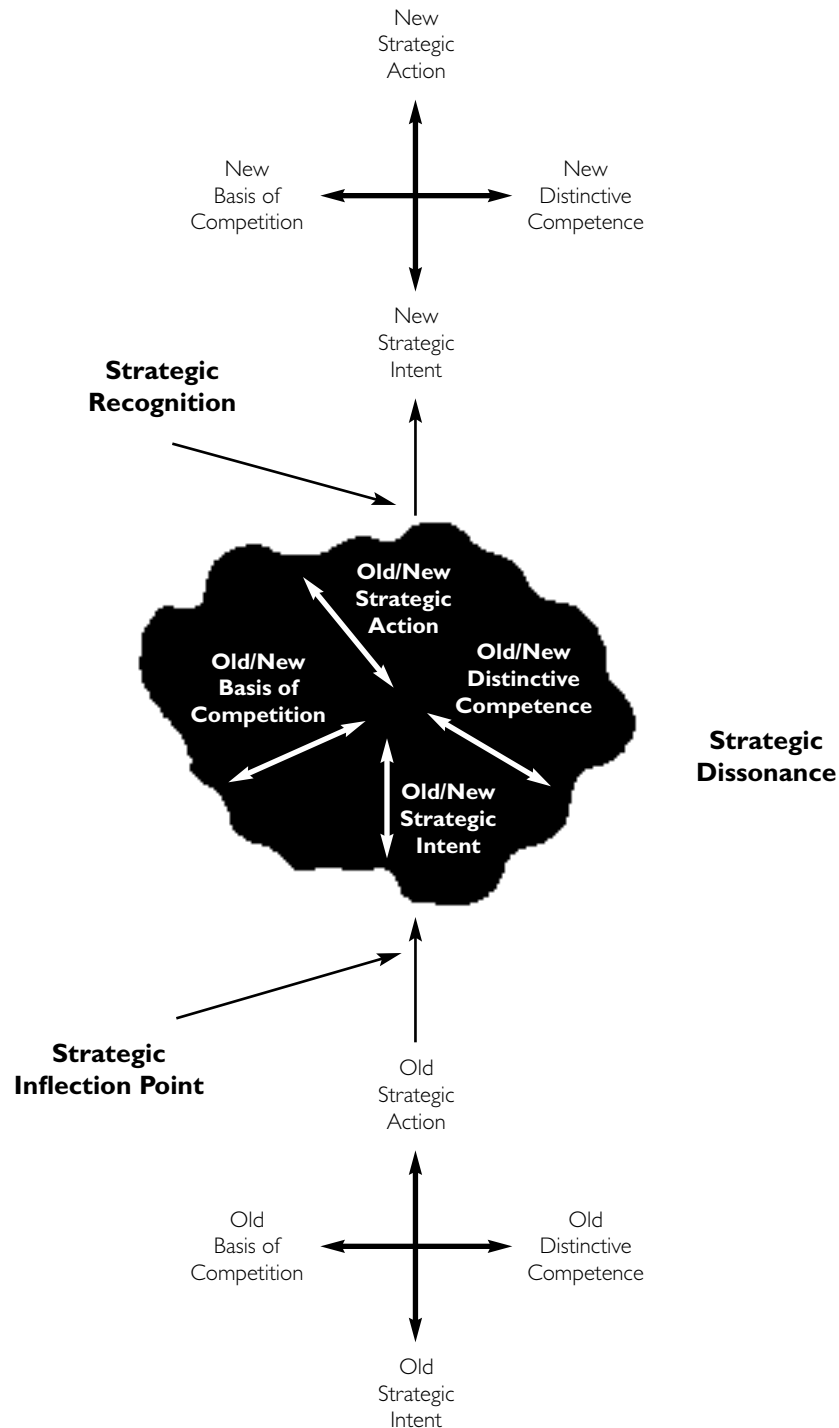 New
Strategic
Action
New
Basis of
Competition
New
Distinctive
Competence
New
Strategic
Intent
Strategic
Recognition
Old/New
Strategic
Action
Old/New
Basis of
Competition
Old/New
Distinctive
Competence
Strategic
Dissonance
Old/New
Strategic
Intent
Strategic
Inflection Point
Old
Strategic
Action
Old
Basis of
Competition
Old
Distinctive
Competence
Old
Strategic
Intent